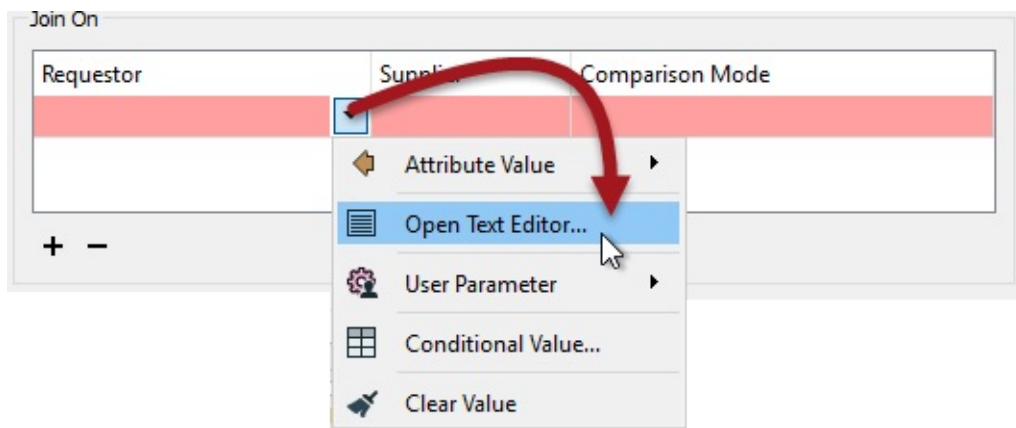 Join On
Requestor
Comparison Mode
Attribute Value
Open Text Editor...
User Parameter
Conditional Value...
Clear Value